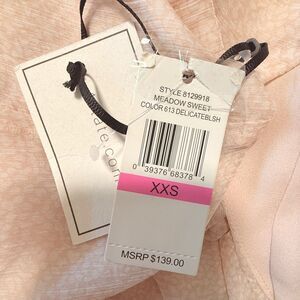 STYLE 8129918
MEADOW SWEET
COLOR 613 DELICATEBLSH
0 39376 68378 4
XXS
MSRP $139.00